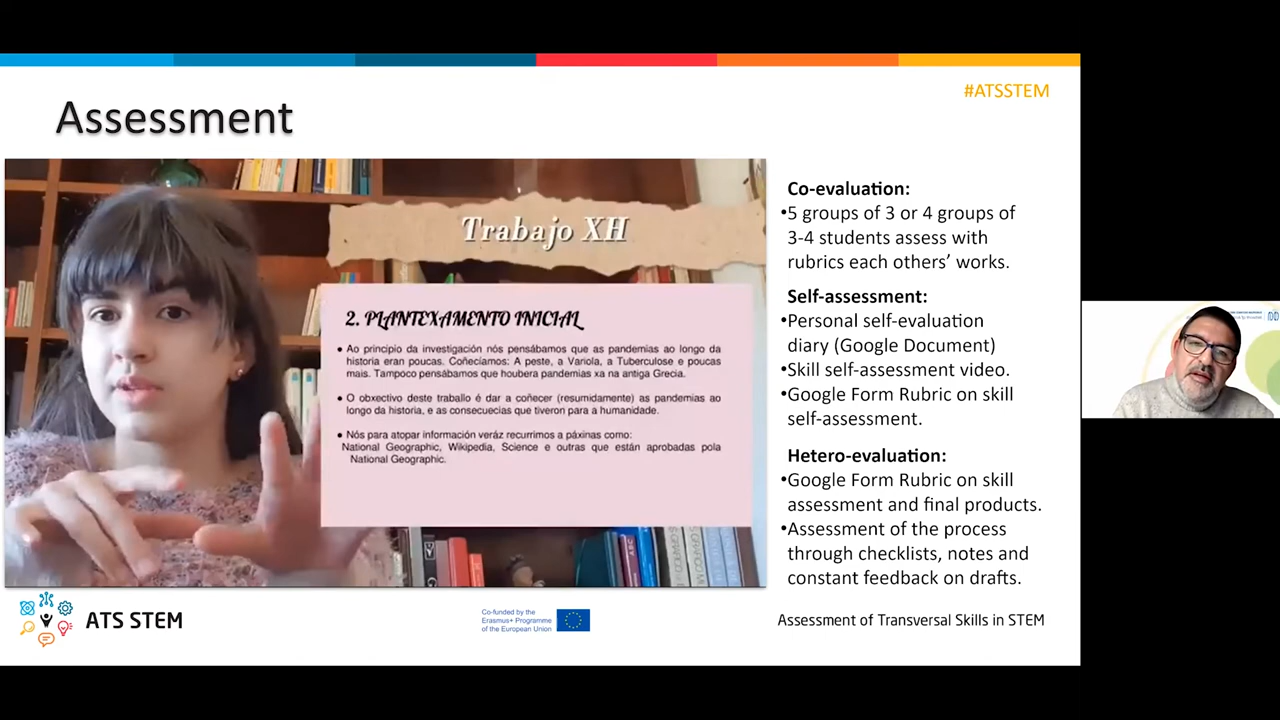 #ATSSTEM
Assessment
Trabajo XH
2. PLANTEXAMENTO INICIAL
• Ao principio da investigación nós pensábamos que as pandemias ao longo da
historia eran poucas. Coñecíamos: A peste, a Variola, a Tuberculose e poucas
mais. Tampoco pensábamos que houbera pandemias xa na antiga Grecia.
• O obxectivo deste traballo é dar a coñecer (resumidamente) as pandemias ao
longo da historia, e as consecuecias que tiveron para a humanidade.
• Nós para atopar información veráz recurrimos a páxinas como:
National Geographic, Wikipedia, Science e outras que están aprobadas pola
National Geographic.
Co-evaluation:
•5 groups of 3 or 4 groups of
3-4 students assess with
rubrics each others’ works.
Self-assessment:
•Personal self-evaluation
diary (Google Document)
•Skill self-assessment video.
•Google Form Rubric on skill
self-assessment.
Hetero-evaluation:
•Google Form Rubric on skill
assessment and final products.
•Assessment of the process
through checklists, notes and
constant feedback on drafts.
ATS STEM
Co-funded by the
Erasmus+ Programme
of the European Union
Assessment of Transversal Skills in STEM